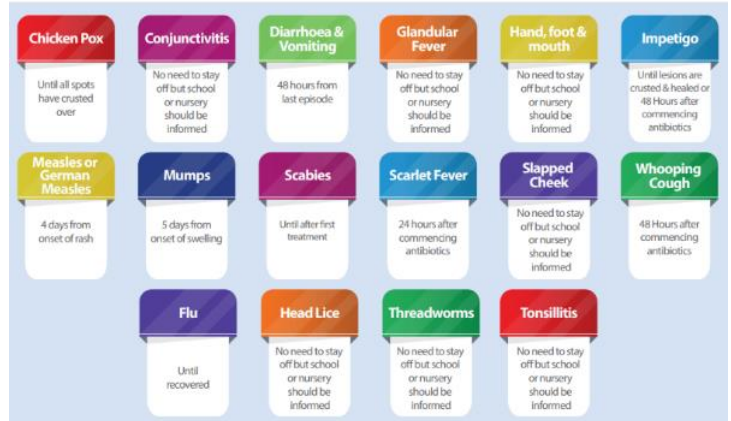 Chicken Pox
Until all spots
have crusted
over
Conjunctivitis
No need to stay
off but school
or nursery
should be
informed
Diarrhoea &
Vomiting
48 hours from
last episode
Glandular
Fever
No need to stay
off but school
or nursery
should be
informed
Hand, foot &
mouth
No need to stay
off but school
or nursery
should be
informed
Impetigo
Until lesions are
crusted & healed or
48 Hours after
commencing
antibiotics
Measles or
German
Measles
4 days from
onset of rash
Mumps
5 days from
onset of swelling
Scabies
Until after first
treatment
Scarlet Fever
24 hours after
commencing
antibiotics
Slapped
Cheek
No need to stay
off but school
or nursery
should be
informed
Whooping
Cough
48 Hours after
commencing
antibiotics
Flu
Until
recovered
Head Lice
No need to stay
off but school
or nursery
should be
informed
Threadworms
No need to stay
off but school
or nursery
should be
informed
Tonsillitis
No need to stay
off but school
or nursery
should be
informed